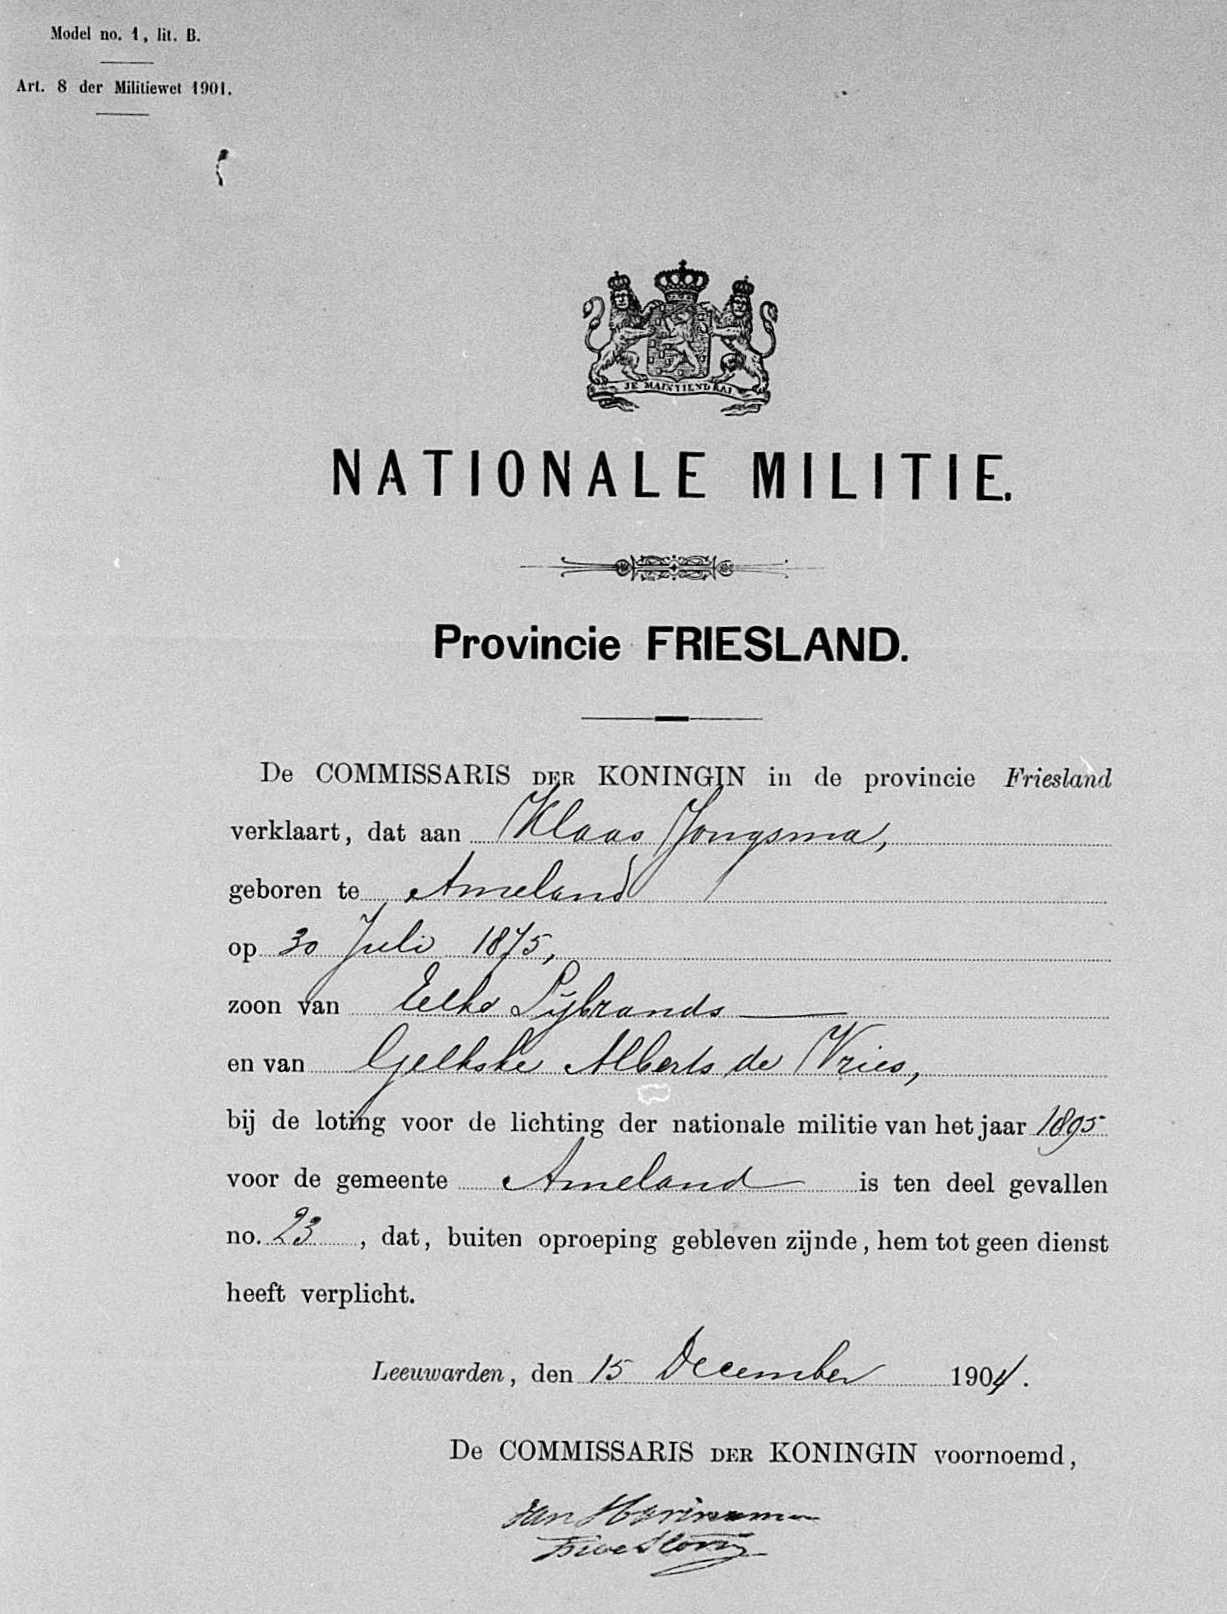 Model no. 1, lit. B.
Art. 8 der Militiewet 1901.
JE MAINTIENDRAI
NATIONALE MILITIE.
Provincie FRIESLAND.
De COMMISSARIS DER KONINGIN in de provincie Friesland
verklaart, dat aan Klaas Jongsma,
geboren te Ameland
op 30 Juli 1875,
zoon van Eelke Sijbrands
en van Gjelkske Alberts de Vries,
bij de loting voor de lichting der nationale militie van het jaar 1895
voor de gemeente Ameland is ten deel gevallen
no. 23, dat, buiten oproeping gebleven zijnde, hem tot geen dienst
heeft verplicht.
Leeuwarden, den 15 December 1904.
De COMMISSARIS DER KONINGIN voornoemd,
van Harinxma